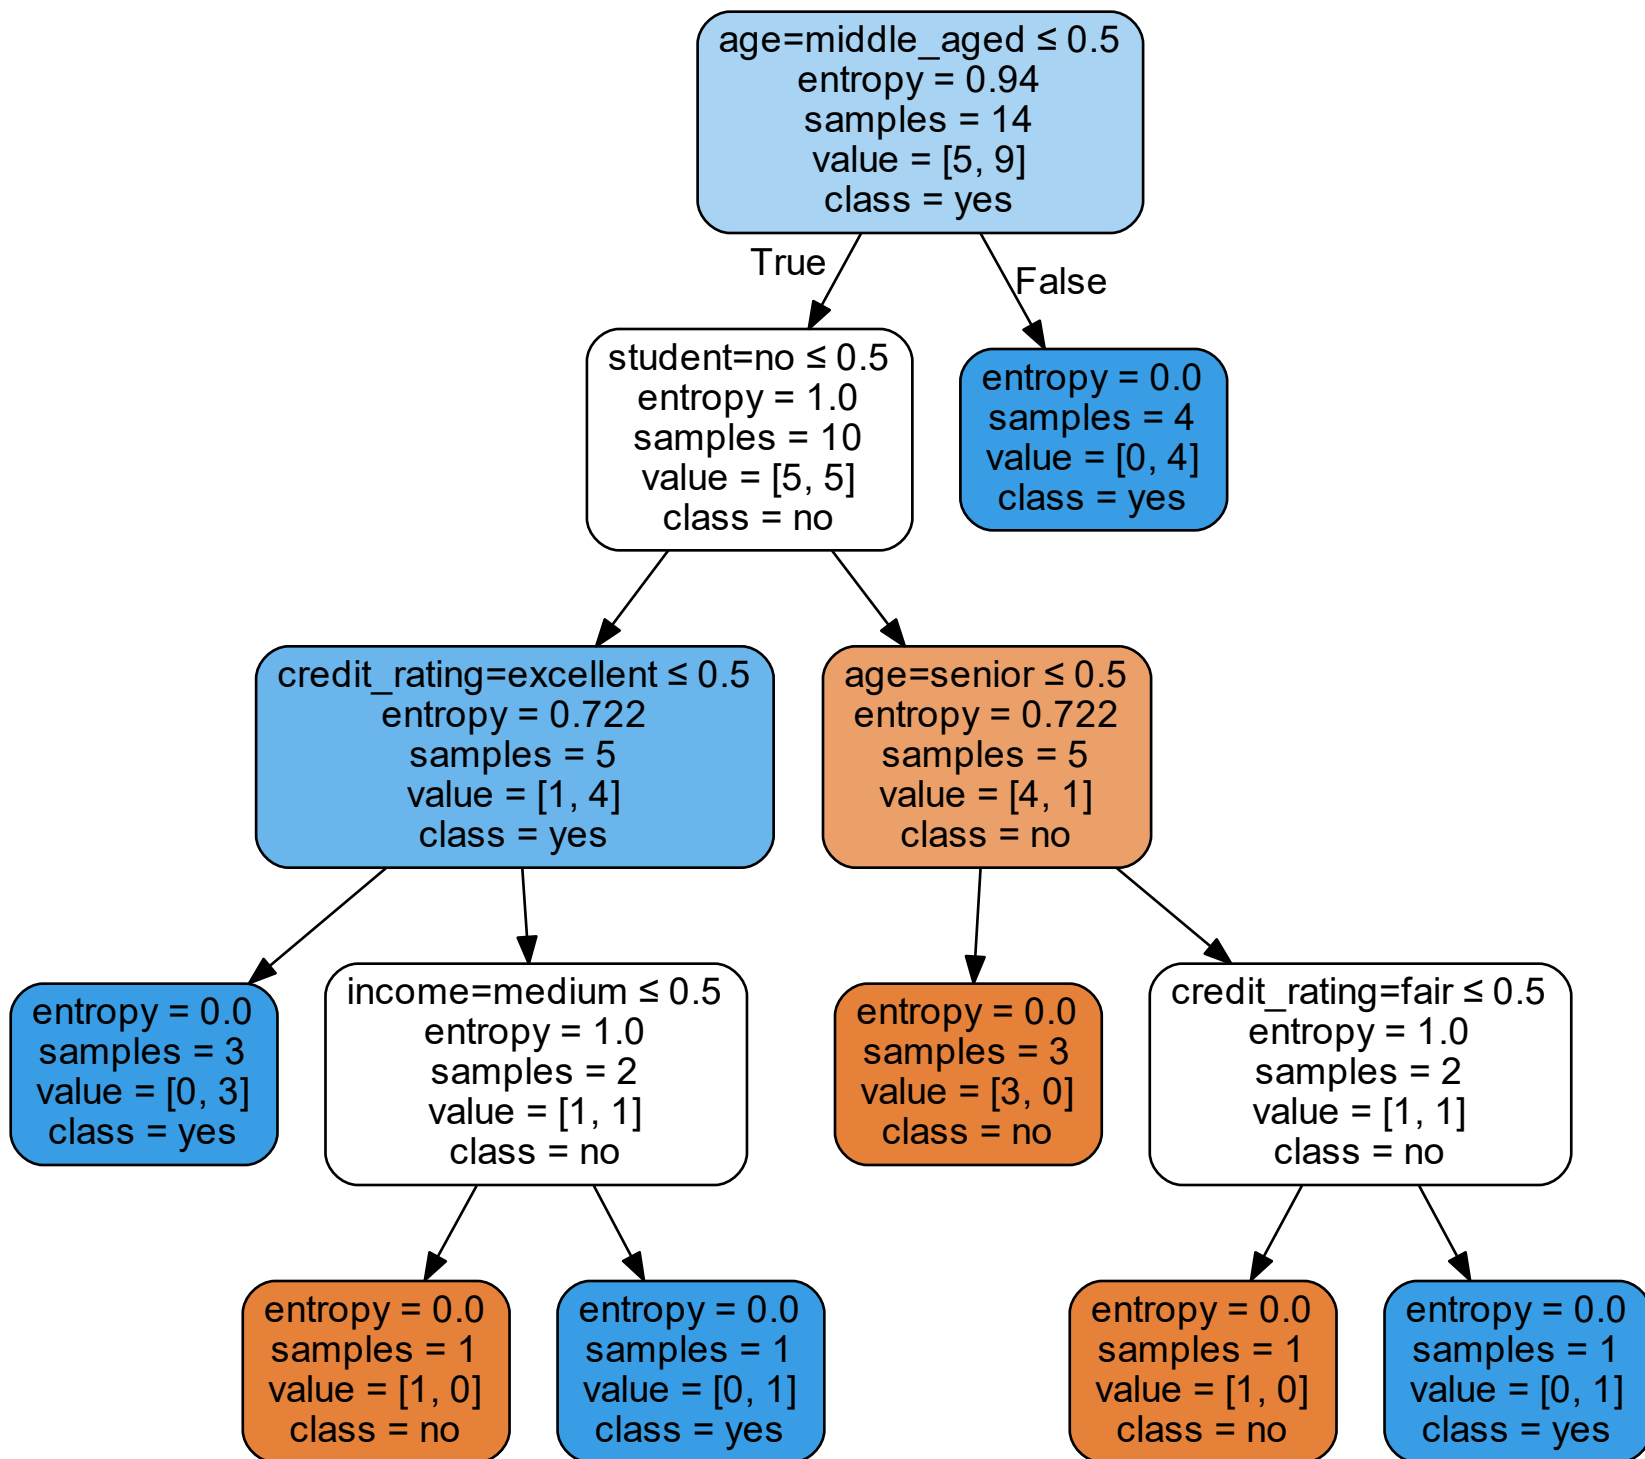 age=middle_aged ≤ 0.5
entropy = 0.94
samples = 14
value = [5, 9]
class = yes
True
False
student=no ≤ 0.5
entropy = 1.0
samples = 10
value = [5, 5]
class = no
entropy = 0.0
samples = 4
value = [0, 4]
class = yes
credit_rating=excellent ≤ 0.5
entropy = 0.722
samples = 5
value = [1, 4]
class = yes
age=senior ≤ 0.5
entropy = 0.722
samples = 5
value = [4, 1]
class = no
entropy = 0.0
samples = 3
value = [0, 3]
class = yes
income=medium ≤ 0.5
entropy = 1.0
samples = 2
value = [1, 1]
class = no
entropy = 0.0
samples = 3
value = [3, 0]
class = no
credit_rating=fair ≤ 0.5
entropy = 1.0
samples = 2
value = [1, 1]
class = no
entropy = 0.0
samples = 1
value = [1, 0]
class = no
entropy = 0.0
samples = 1
value = [0, 1]
class = yes
entropy = 0.0
samples = 1
value = [1, 0]
class = no
entropy = 0.0
samples = 1
value = [0, 1]
class = yes